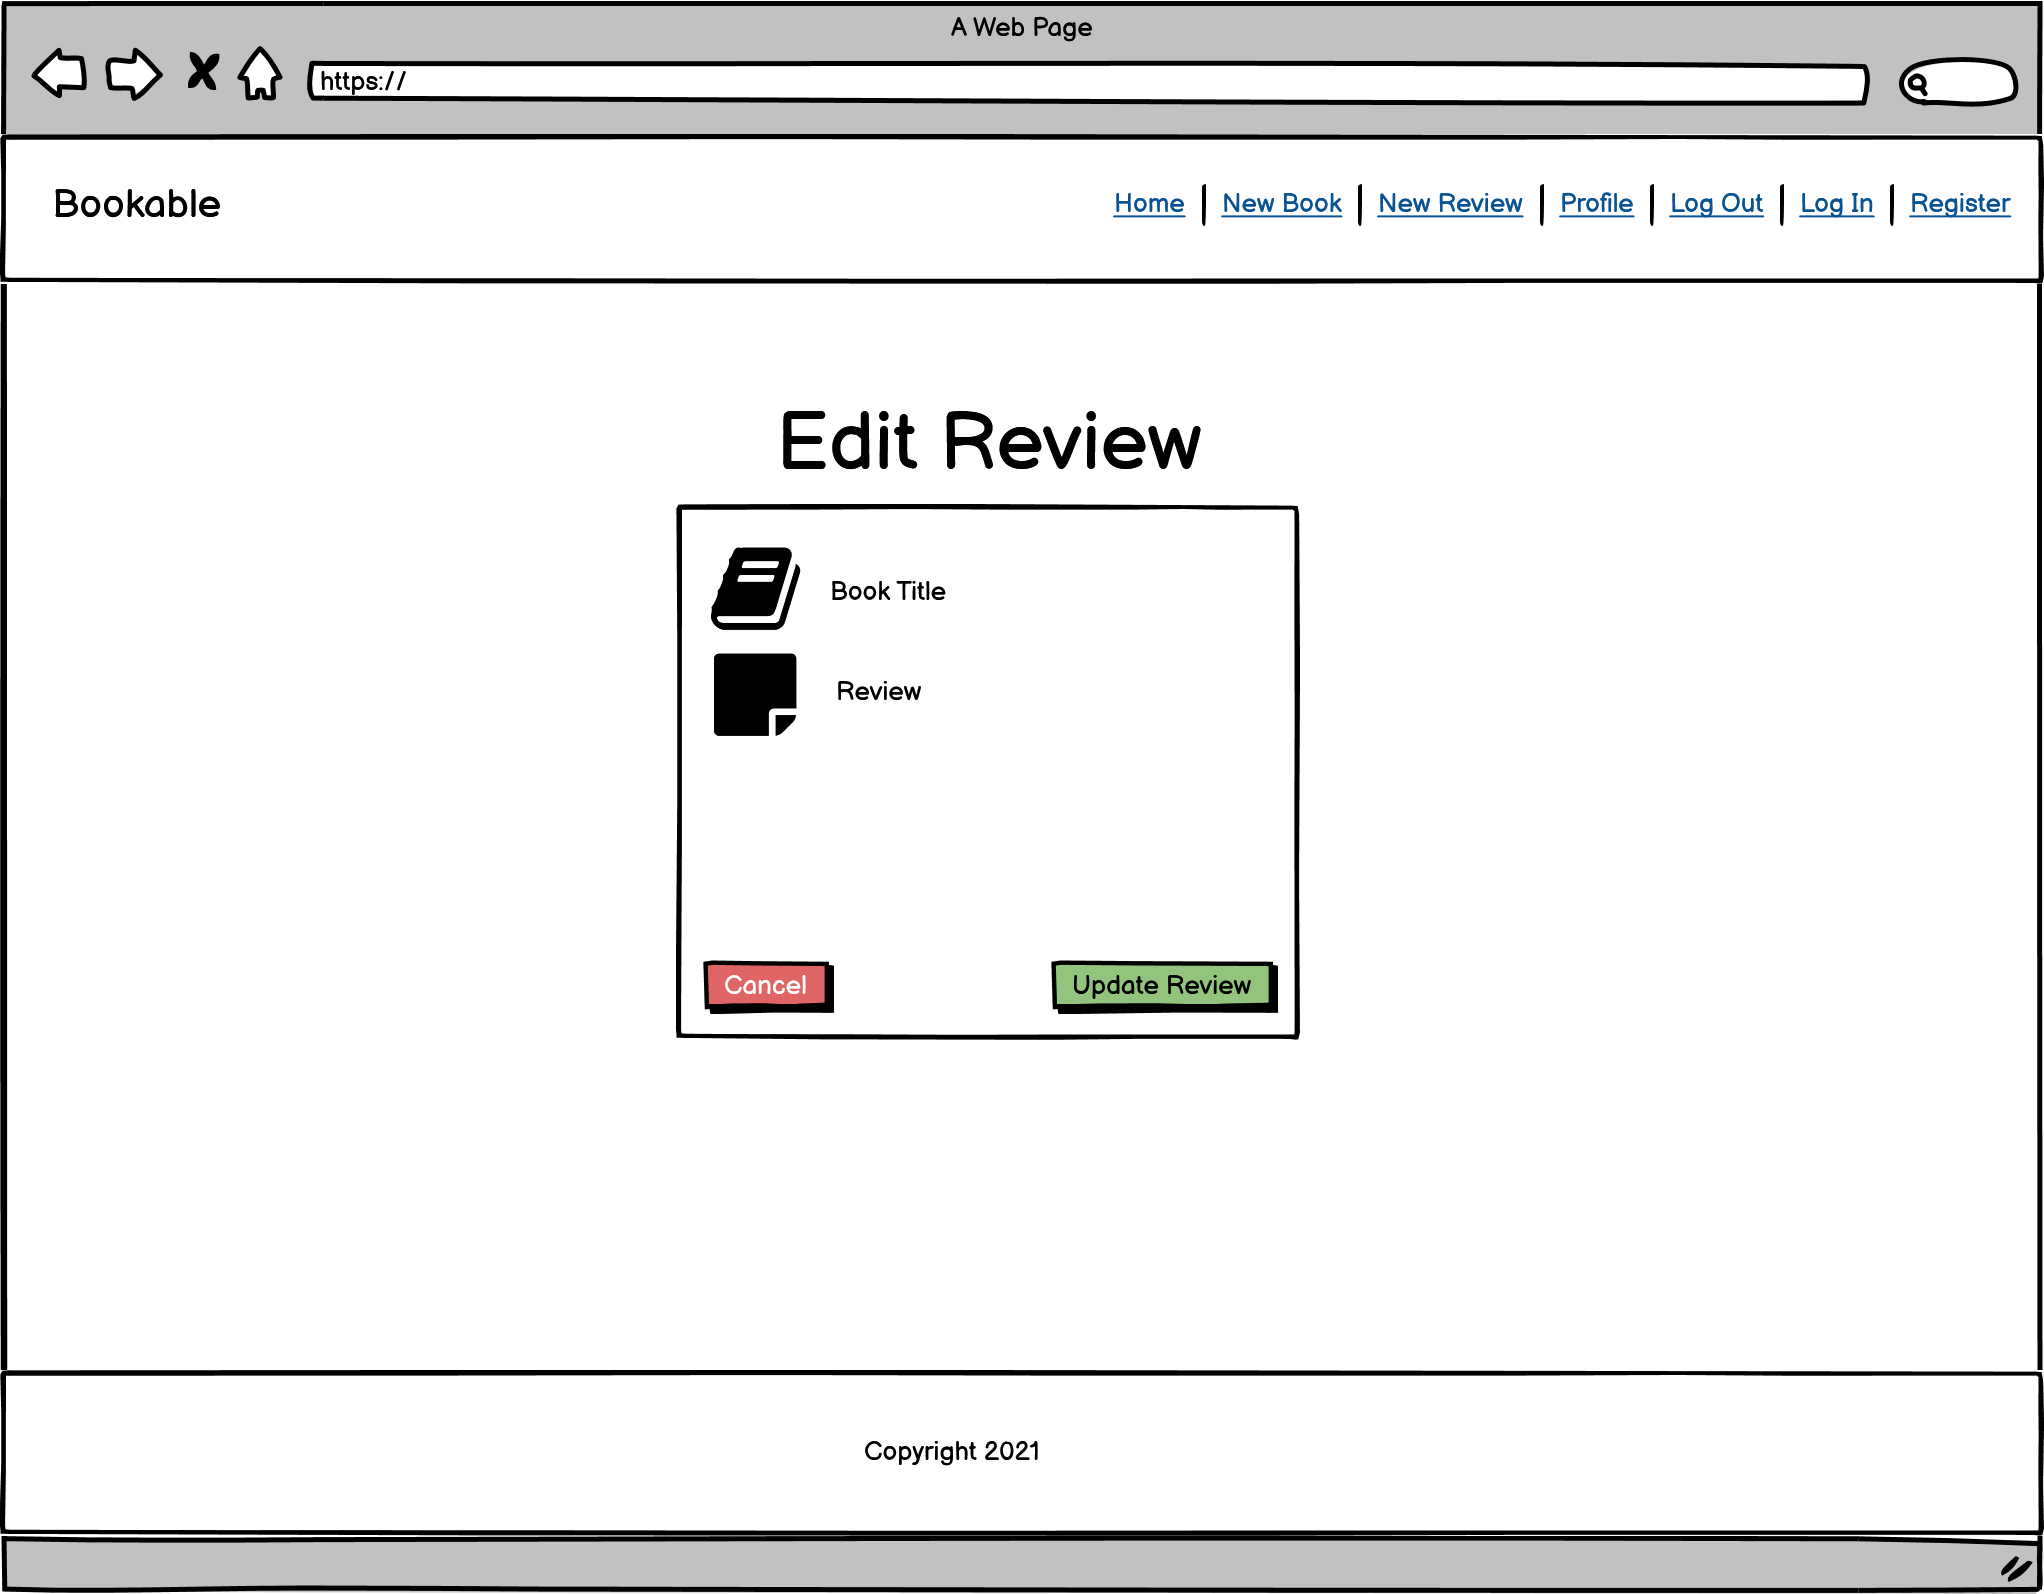 A Web Page
https://
Bookable
Home | New Book | New Review | Profile | Log Out | Log In | Register
Edit Review
Book Title
Review
Cancel
Update Review
Copyright 2021